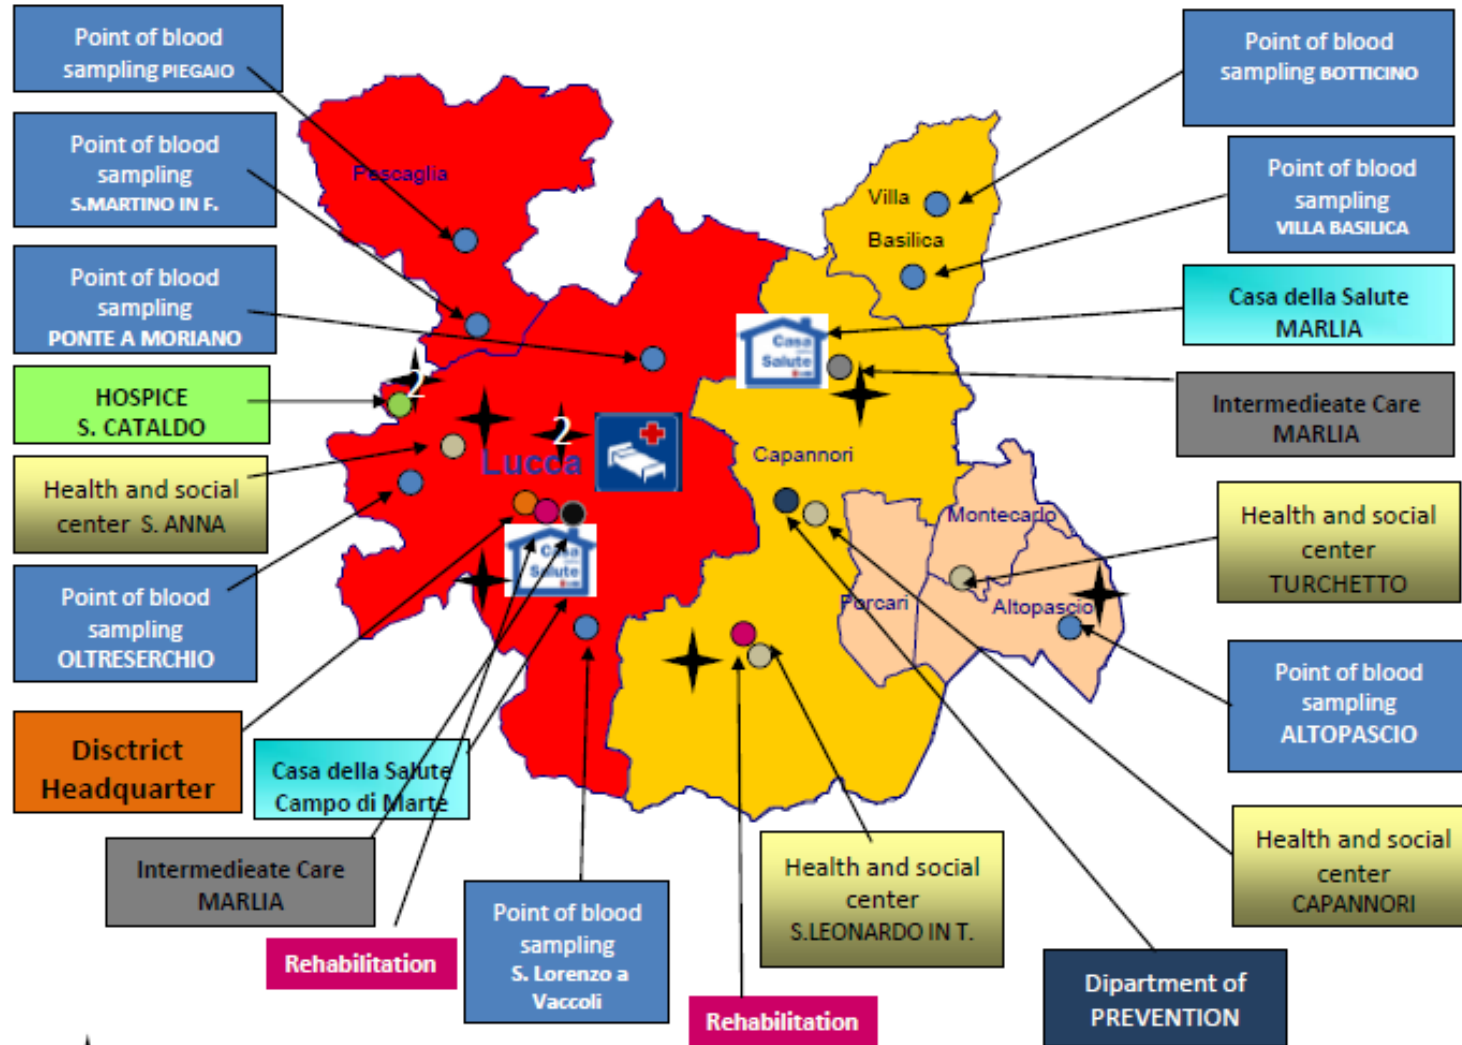 Point of blood
sampling PIEGAIO
Point of blood
sampling
S.MARTINO IN F.
Point of blood
sampling
PONTE A MORIANO
HOSPICE
S. CATALDO
Health and social
center S. ANNA
Point of blood
sampling
OLTRESERCHIO
Disctrict
Headquarter
Casa della Salute
Campo di Marte
Intermedieate Care
MARLIA
Rehabilitation
Point of blood
sampling
S. Lorenzo a
Vaccoli
Rehabilitation
Health and social
center
S.LEONARDO IN T.
Dipartment of
PREVENTION
Health and social
center
CAPANNORI
Point of blood
sampling
ALTOPASCIO
Health and social
center
TURCHETTO
Intermedieate Care
MARLIA
Casa della Salute
MARLIA
Point of blood
sampling
VILLA BASILICA
Point of blood
sampling BOTTICINO
Pescaglia
Villa
Basilica
Casa
Salute
2
2
Lucca
Capannori
Casa
Salute
Montecarlo
Porcari
Altopascio